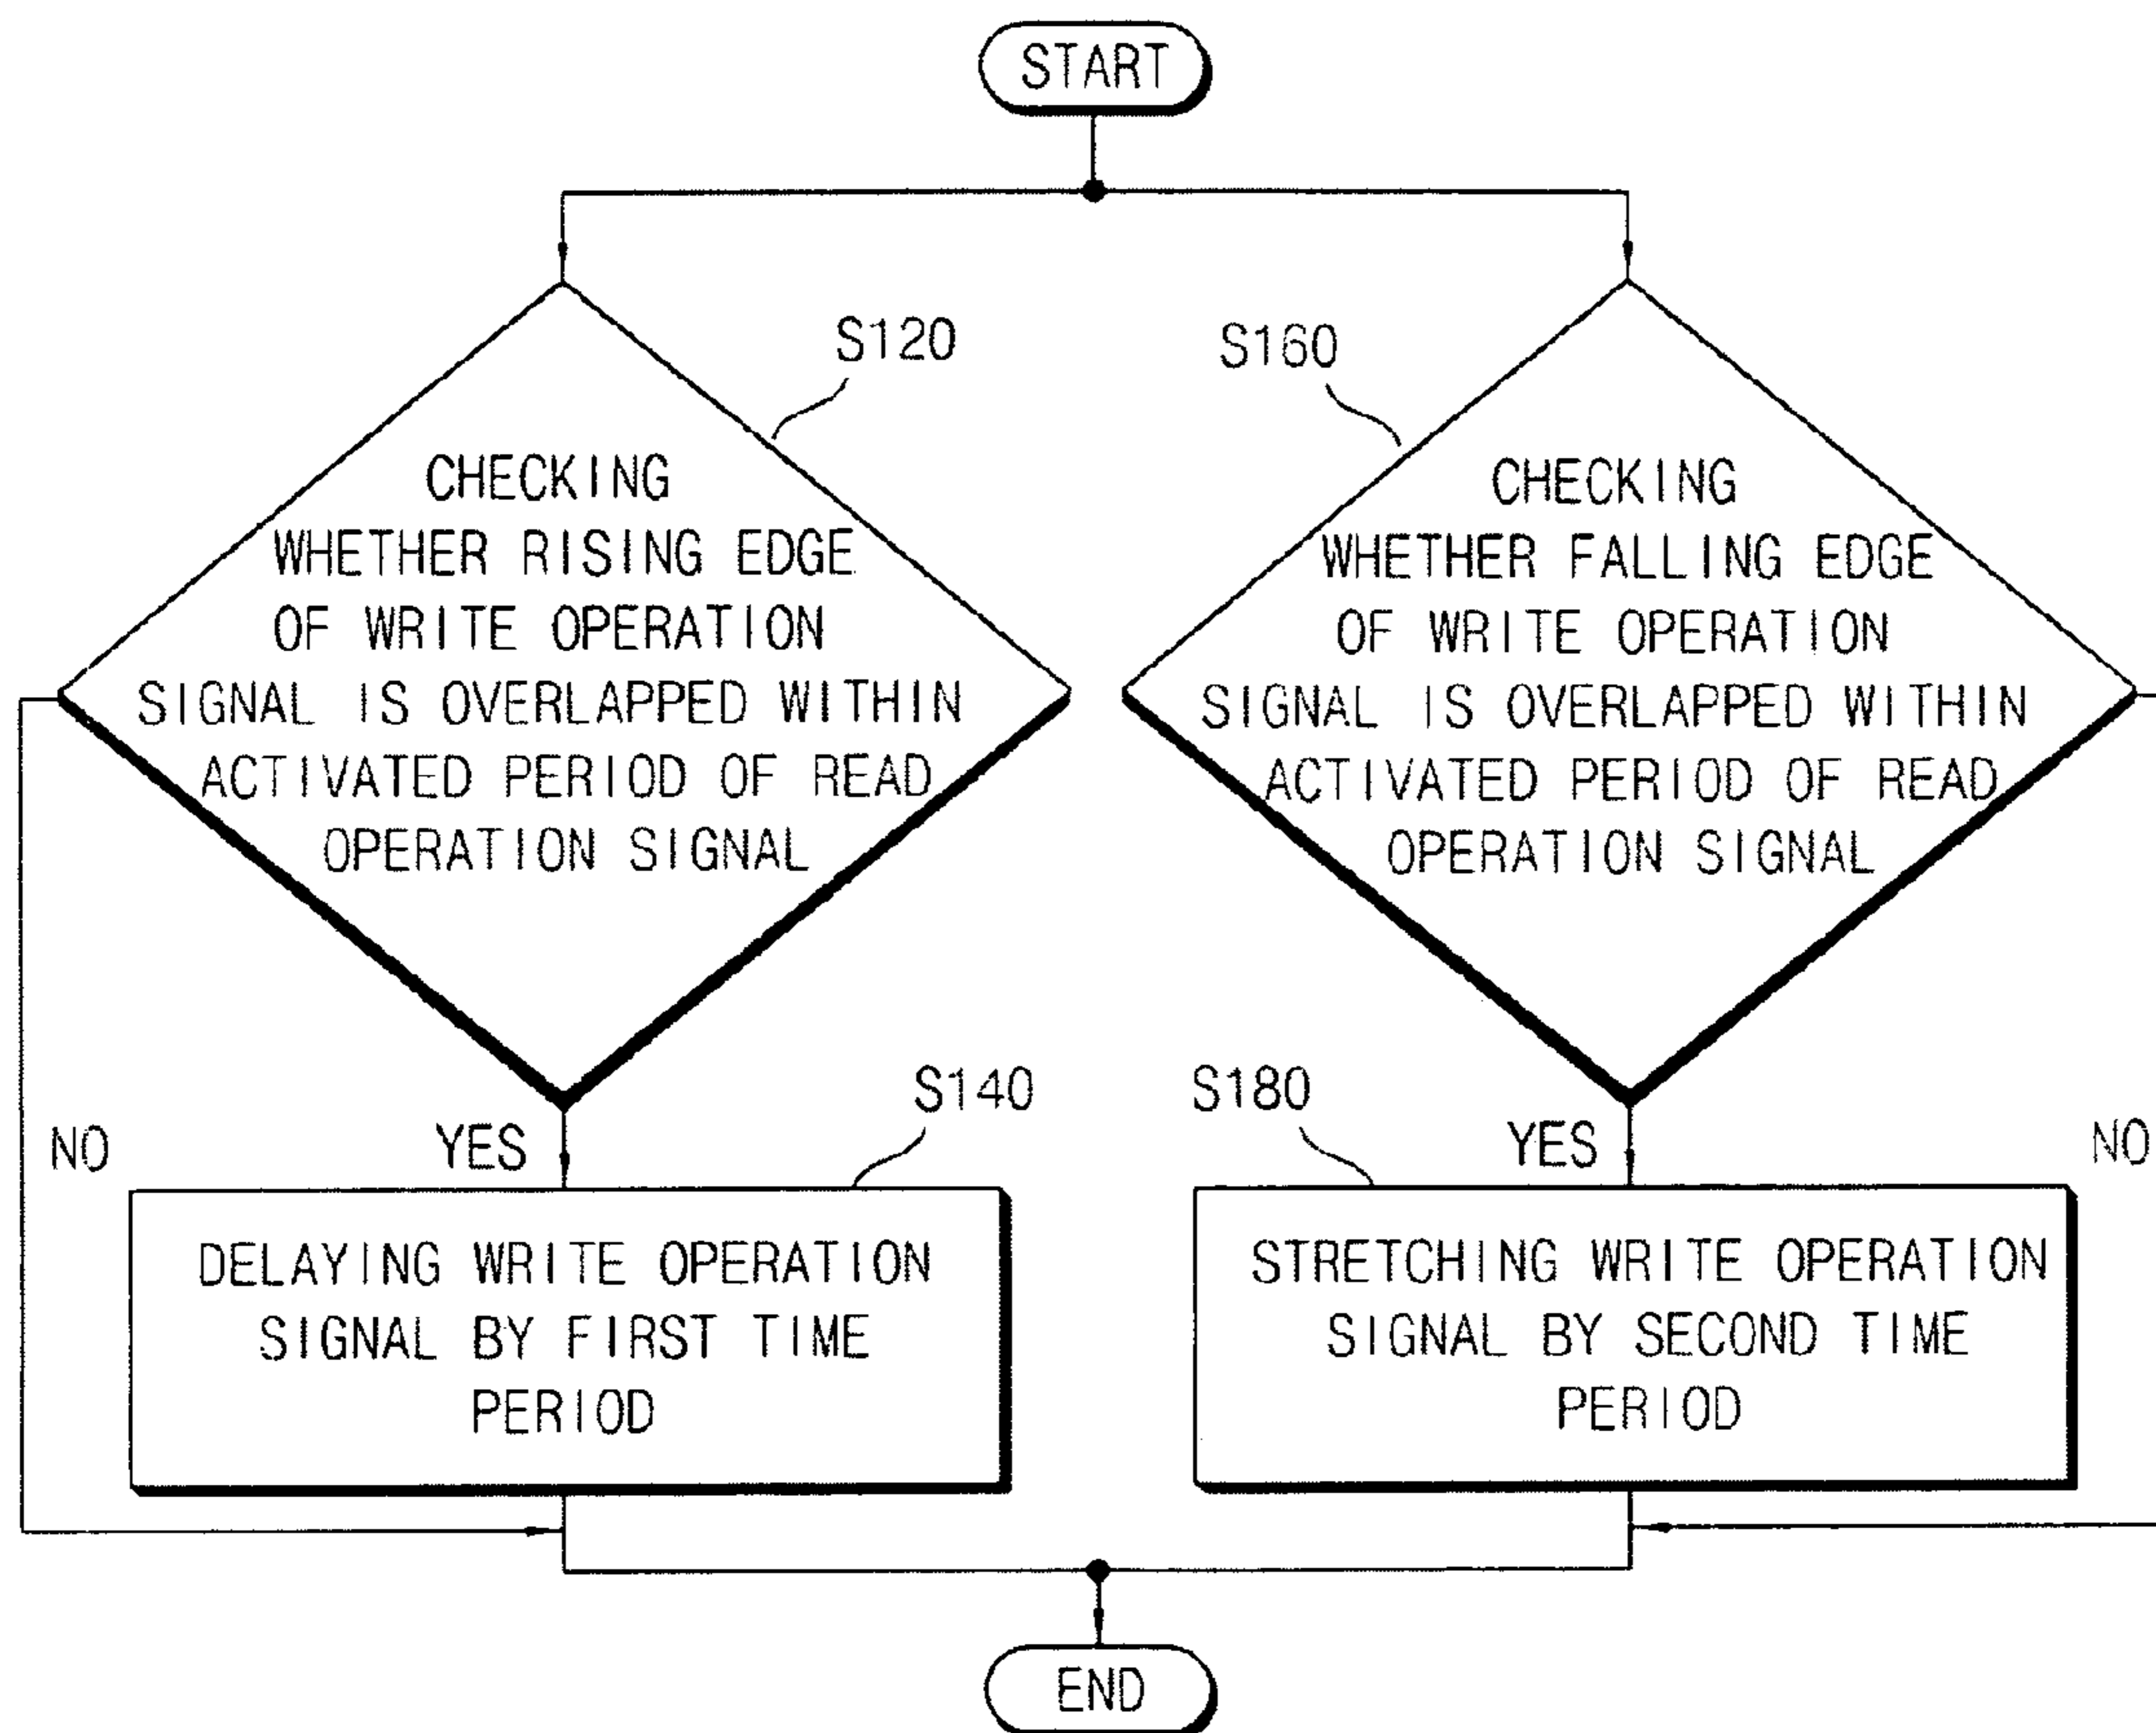 START
S120
CHECKING
WHETHER RISING EDGE
OF WRITE OPERATION
SIGNAL IS OVERLAPPED WITHIN
ACTIVATED PERIOD OF READ
OPERATION SIGNAL
S160
CHECKING
WHETHER FALLING EDGE
OF WRITE OPERATION
SIGNAL IS OVERLAPPED WITHIN
ACTIVATED PERIOD OF READ
OPERATION SIGNAL
NO
YES
S140
DELAYING WRITE OPERATION
SIGNAL BY FIRST TIME
PERIOD
S180
YES
NO
STRETCHING WRITE OPERATION
SIGNAL BY SECOND TIME
PERIOD
END